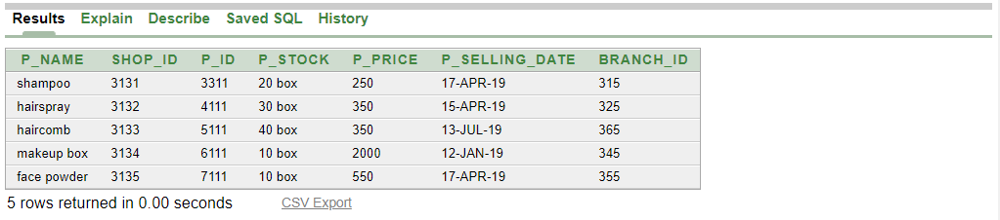 Results Explain Describe Saved SQL History
P_NAME SHOP_ID P_ID P_STOCK P_PRICE P_SELLING_DATE BRANCH_ID
shampoo 3131 3311 20 box 250 17-APR-19 315
hairspray 3132 4111 30 box 350 15-APR-19 325
haircomb 3133 5111 40 box 350 13-JUL-19 365
makeup box 3134 6111 10 box 2000 12-JAN-19 345
face powder 3135 7111 10 box 550 17-APR-19 355
5 rows returned in 0.00 seconds CSV Export